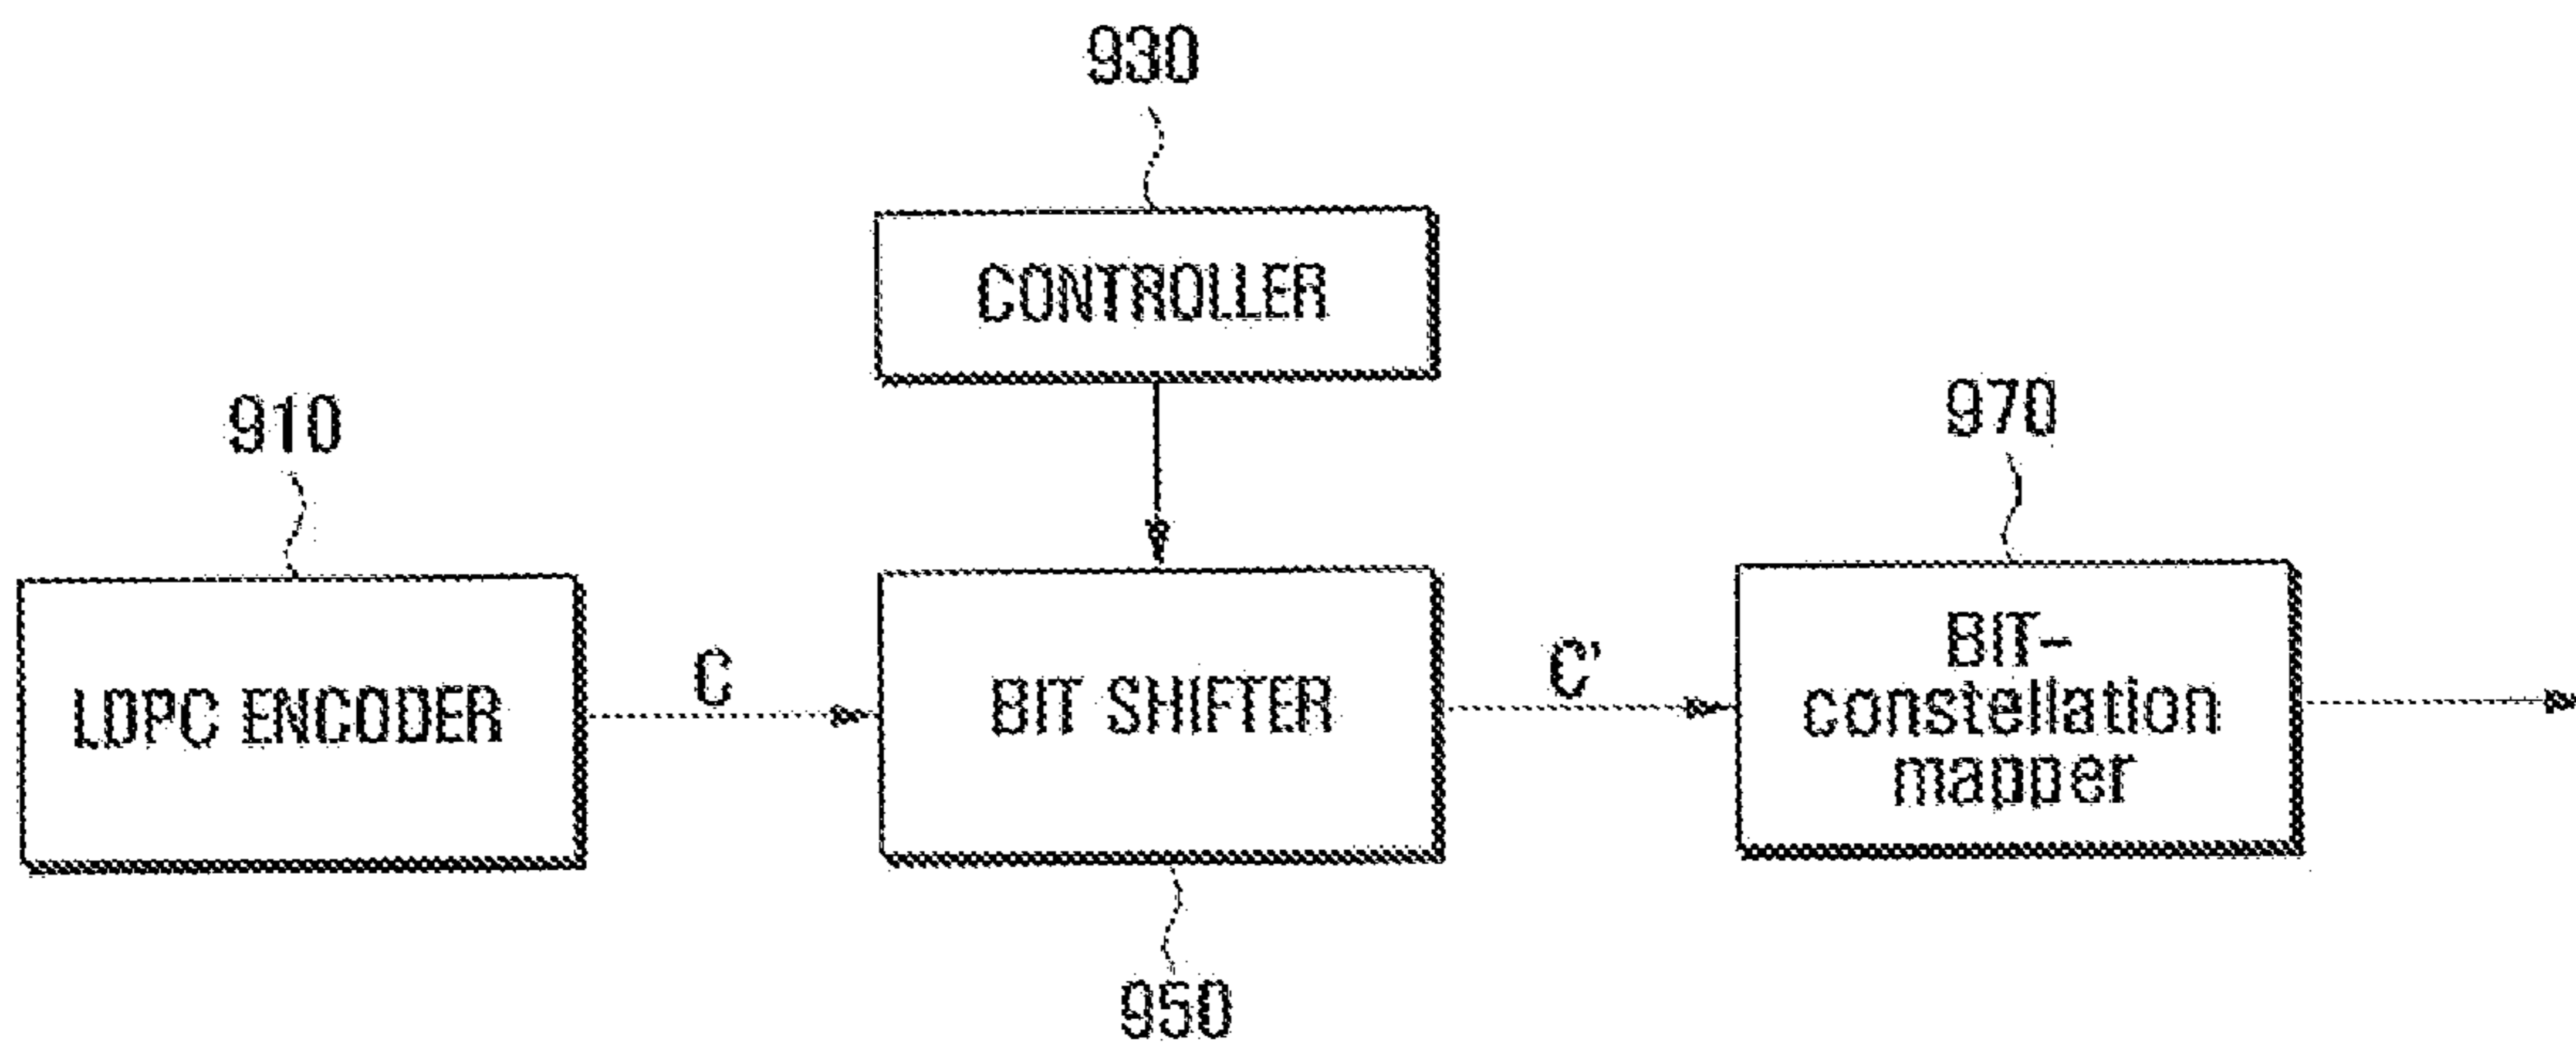 930
CONTROLLER
910
970
LDPC ENCODER
C
BIT SHIFTER
C'
BIT-
constellation
mapper
950